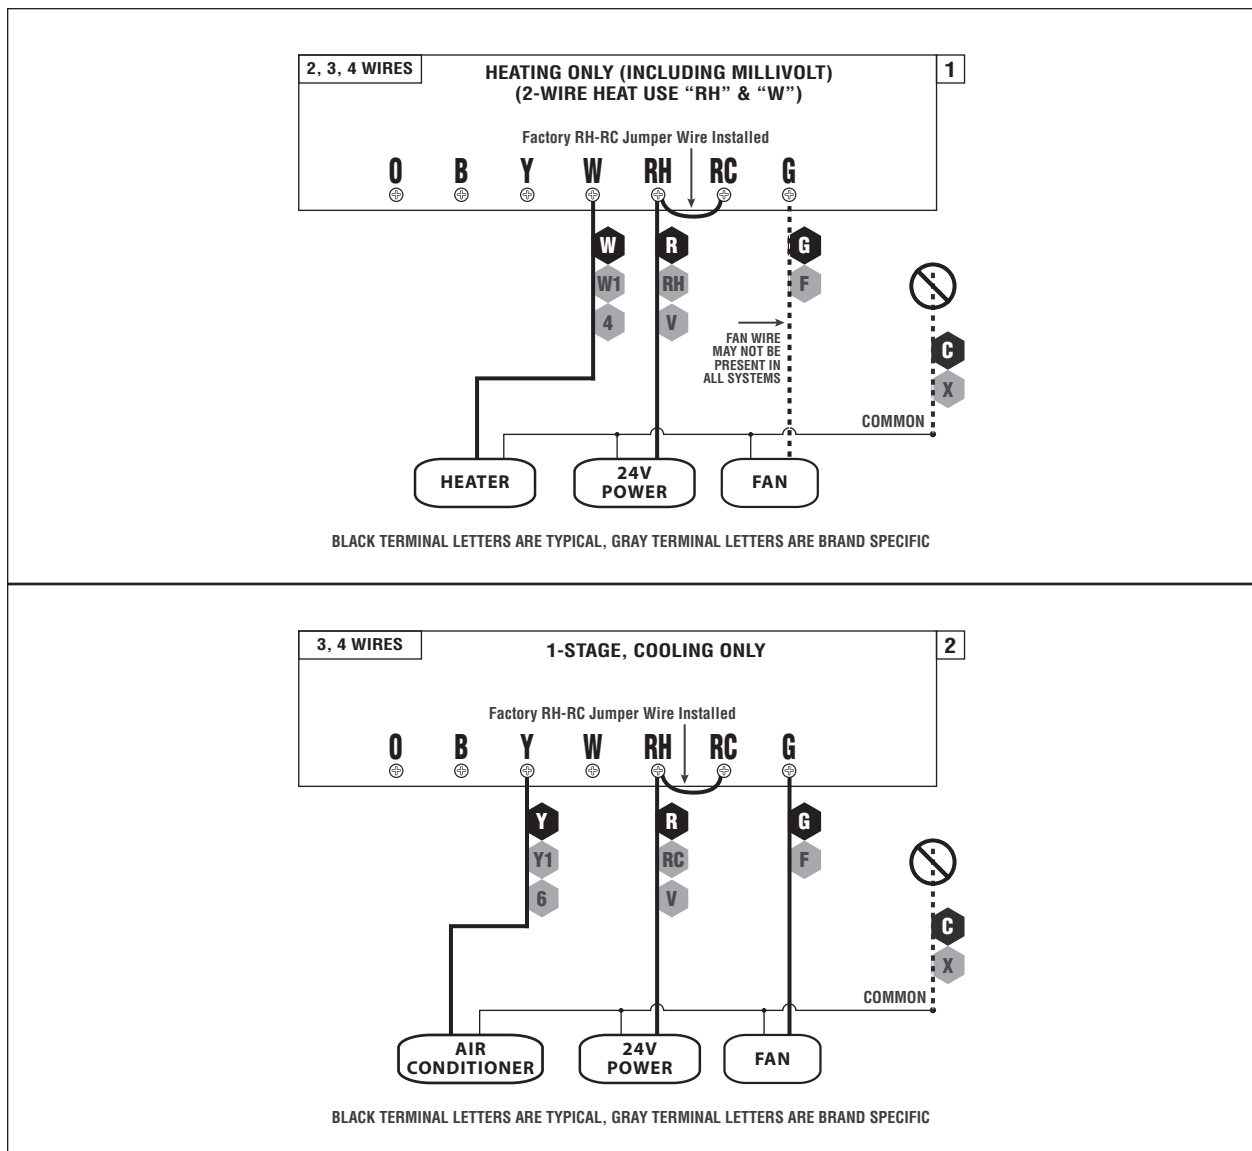 2, 3, 4 WIRES
HEATING ONLY (INCLUDING MILLIVOLT)
1
(2-WIRE HEAT USE “RH” & “W”)
Factory RH-RC Jumper Wire Installed
O B Y W RH RC G
W R G
W1 RH F
4 V
FAN WIRE
MAY NOT BE
PRESENT IN
ALL SYSTEMS
C
X
COMMON
HEATER
24V
POWER
FAN
BLACK TERMINAL LETTERS ARE TYPICAL, GRAY TERMINAL LETTERS ARE BRAND SPECIFIC
3, 4 WIRES
1-STAGE, COOLING ONLY
2
Factory RH-RC Jumper Wire Installed
O B Y W RH RC G
Y R G
Y1 RC F
6 V
C
X
COMMON
AIR
CONDITIONER
24V
POWER
FAN
BLACK TERMINAL LETTERS ARE TYPICAL, GRAY TERMINAL LETTERS ARE BRAND SPECIFIC